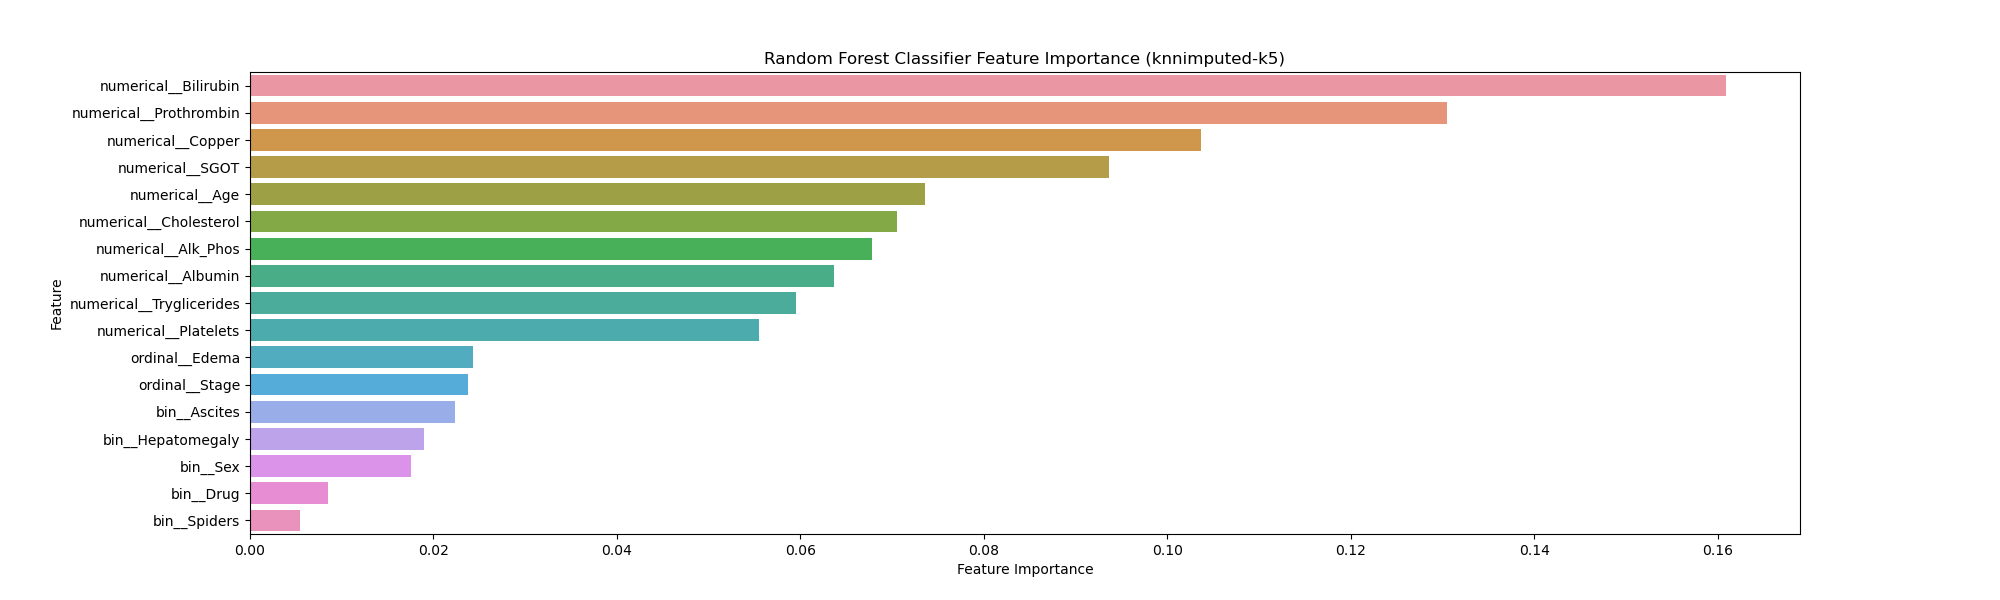 Random Forest Classifier Feature Importance (knnimputed-k5)
numerical__Bilirubin
numerical__Prothrombin
numerical__Copper
numerical__SGOT
numerical__Age
numerical__Cholesterol
numerical__Alk_Phos
numerical__Albumin
numerical__Tryglicerides
numerical__Platelets
ordinal__Edema
ordinal__Stage
bin__Ascites
bin__Hepatomegaly
bin__Sex
bin__Drug
bin__Spiders
Feature
0.00 0.02 0.04 0.06 0.08 0.10 0.12 0.14 0.16
Feature Importance